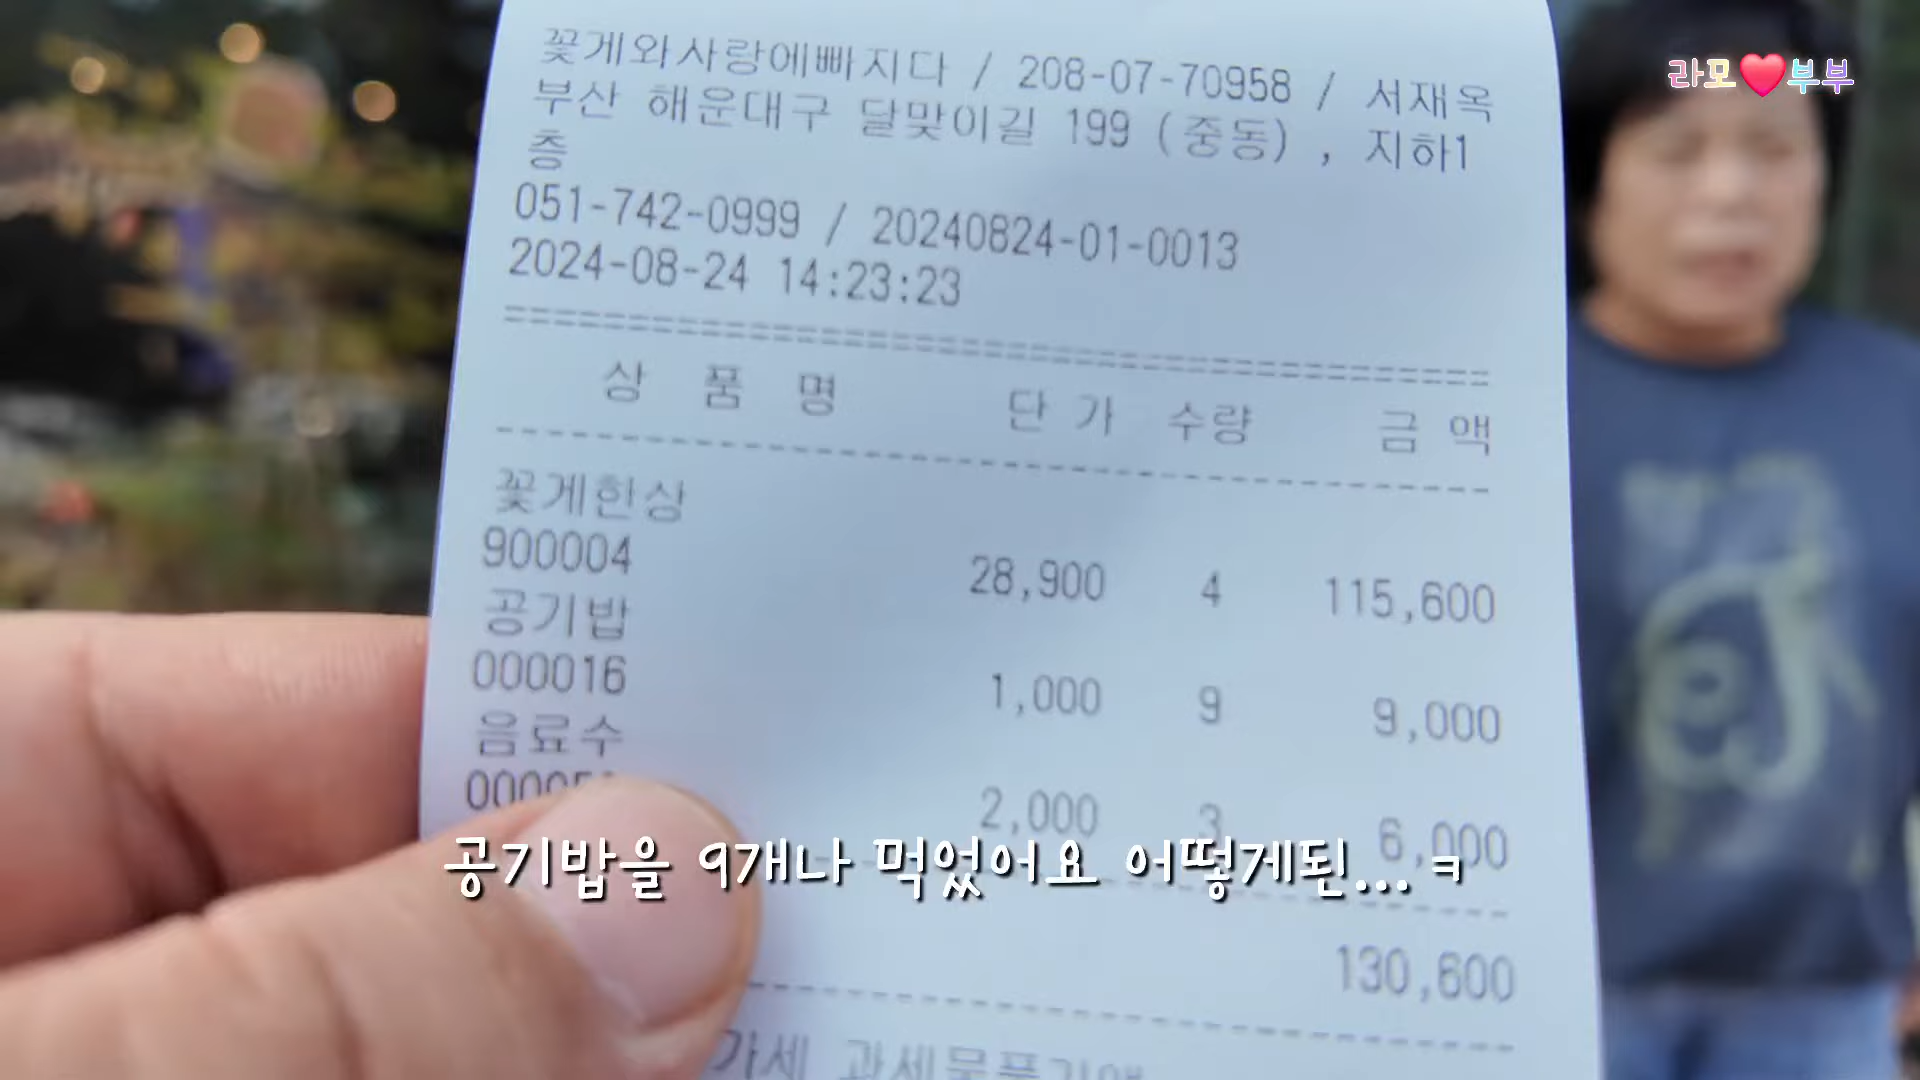 라모❤️부부
꽃게와사랑에빠지다 / 208-07-70958 / 서재옥
부산 해운대구 달맞이길 199 (중동) , 지하1
층
051-742-0999 / 20240824-01-0013
2024-08-24 14:23:23
상 품 명 단 가 수량 금 액
꽃게한상
900004 28,900 4 115,600
공기밥
000016 1,000 9 9,000
음료수
2,000 3 6,000
공기밥을 9개나 먹었어요 어떻게된...ㅋ
130,600